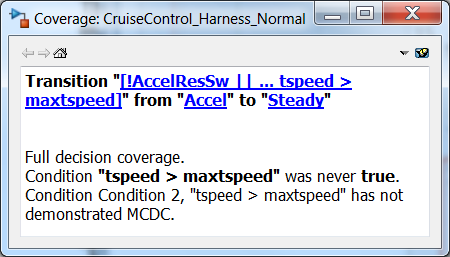 Coverage: CruiseControl_Harness_Normal
Transition "[!AccelResSw || ... tspeed >
maxtspeed]" from "Accel" to "Steady"
Full decision coverage.
Condition "tspeed > maxtspeed" was never true.
Condition Condition 2, "tspeed > maxtspeed" has not
demonstrated MCDC.